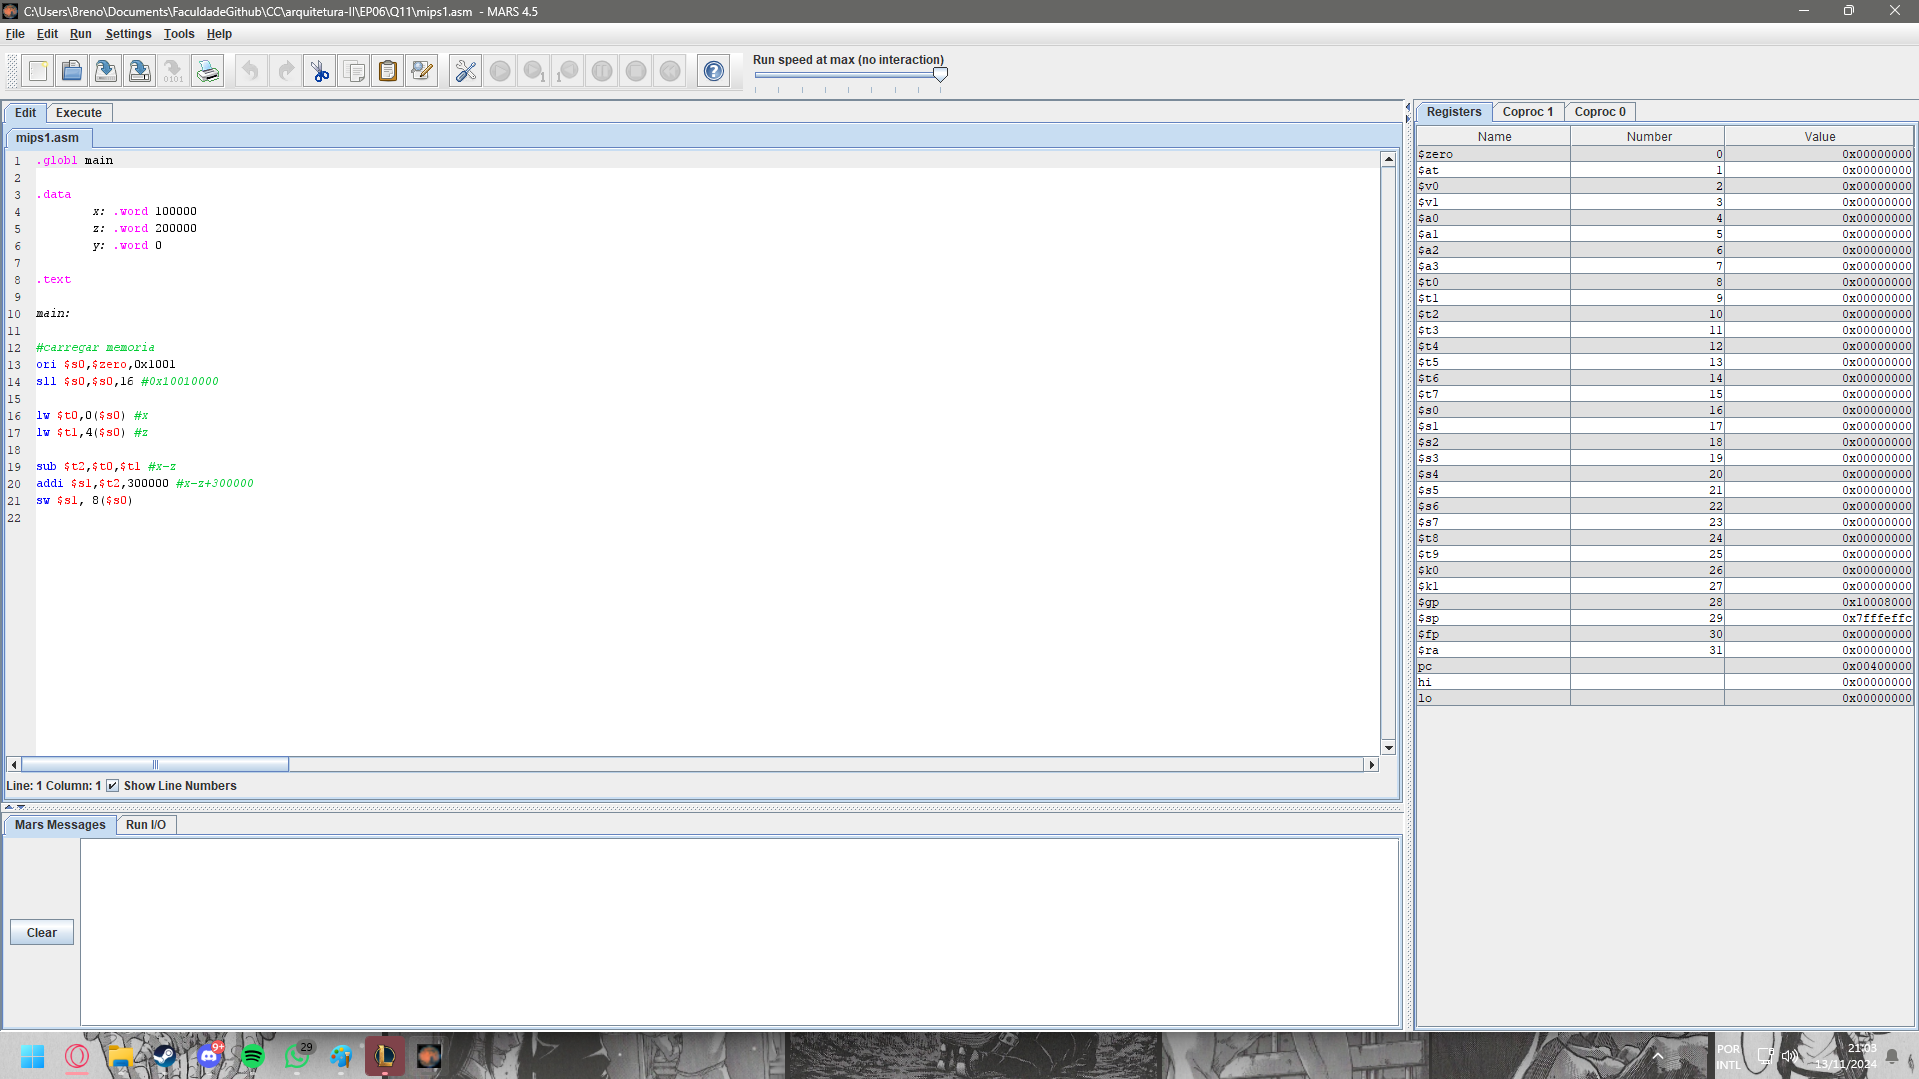 C:\Users\Breno\Documents\FaculdadeGithub\CC\arquitetura-II\EP06\Q11\mips1.asm - MARS 4.5
File Edit Run Settings Tools Help
Run speed at max (no interaction)
Edit Execute
mips1.asm
1 .globl main
2
3 .data
4 x: .word 100000
5 z: .word 200000
6 y: .word 0
7
8 .text
9
10 main:
11
12 #carregar memoria
13 ori $s0,$zero,0x1001
14 sll $s0,$s0,16 #0x10010000
15
16 lw $t0,0($s0) #x
17 lw $t1,4($s0) #z
18
19 sub $t2,$t0,$t1 #x-z
20 addi $s1,$t2,300000 #x-z+300000
21 sw $s1, 8($s0)
22
Line: 1 Column: 1 Show Line Numbers
Mars Messages Run I/O
Clear
Registers Coproc 1 Coproc 0
Name Number Value
$zero 0 0x00000000
$at 1 0x00000000
$v0 2 0x00000000
$v1 3 0x00000000
$a0 4 0x00000000
$a1 5 0x00000000
$a2 6 0x00000000
$a3 7 0x00000000
$t0 8 0x00000000
$t1 9 0x00000000
$t2 10 0x00000000
$t3 11 0x00000000
$t4 12 0x00000000
$t5 13 0x00000000
$t6 14 0x00000000
$t7 15 0x00000000
$s0 16 0x00000000
$s1 17 0x00000000
$s2 18 0x00000000
$s3 19 0x00000000
$s4 20 0x00000000
$s5 21 0x00000000
$s6 22 0x00000000
$s7 23 0x00000000
$t8 24 0x00000000
$t9 25 0x00000000
$k0 26 0x00000000
$k1 27 0x00000000
$gp 28 0x10008000
$sp 29 0x7fffeffc
$fp 30 0x00000000
$ra 31 0x00000000
pc 0x00400000
hi 0x00000000
lo 0x00000000
9+
29
POR
INTL
21:03
13/11/2024